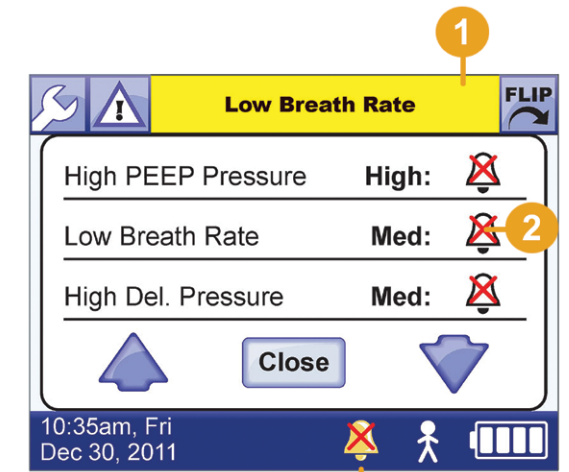 1
Low Breath Rate
FLIP
High PEEP Pressure High:
Low Breath Rate Med:
2
High Del. Pressure Med:
Close
10:35am, Fri
Dec 30, 2011